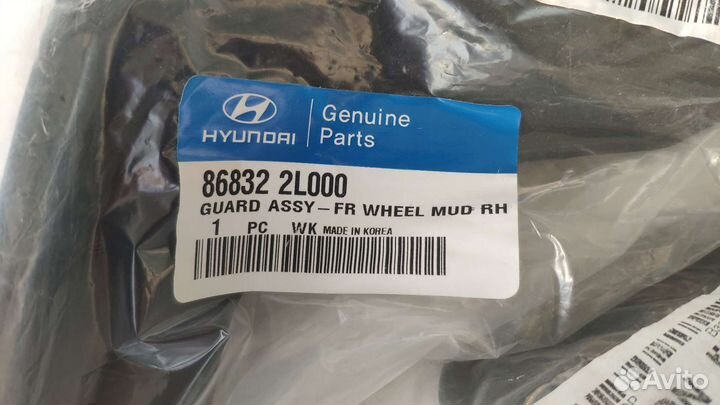 HYUNDAI
Genuine
Parts
86832 2L000
GUARD ASSY-FR WHEEL MUD RH
1 PC WK MADE IN KOREA
Avito